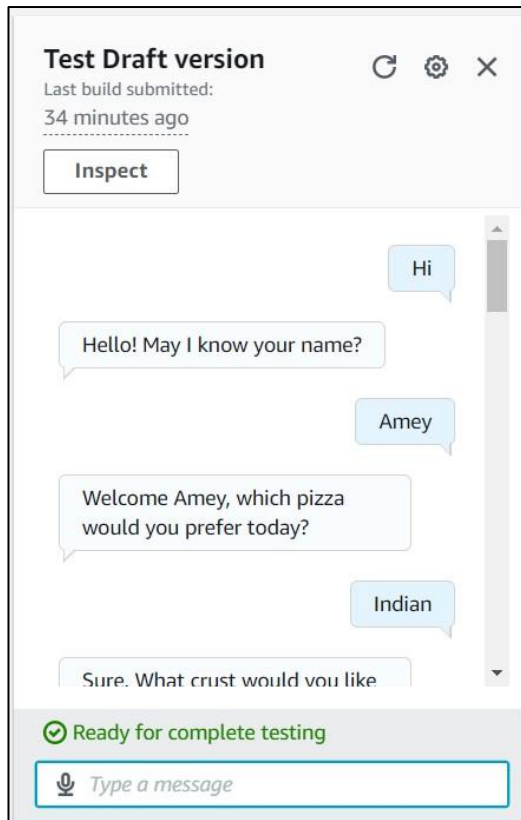 Test Draft version
Last build submitted:
34 minutes ago
Inspect
Hi
Hello! May I know your name?
Amey
Welcome Amey, which pizza
would you prefer today?
Indian
Sure. What crust would you like
Ready for complete testing
Type a message